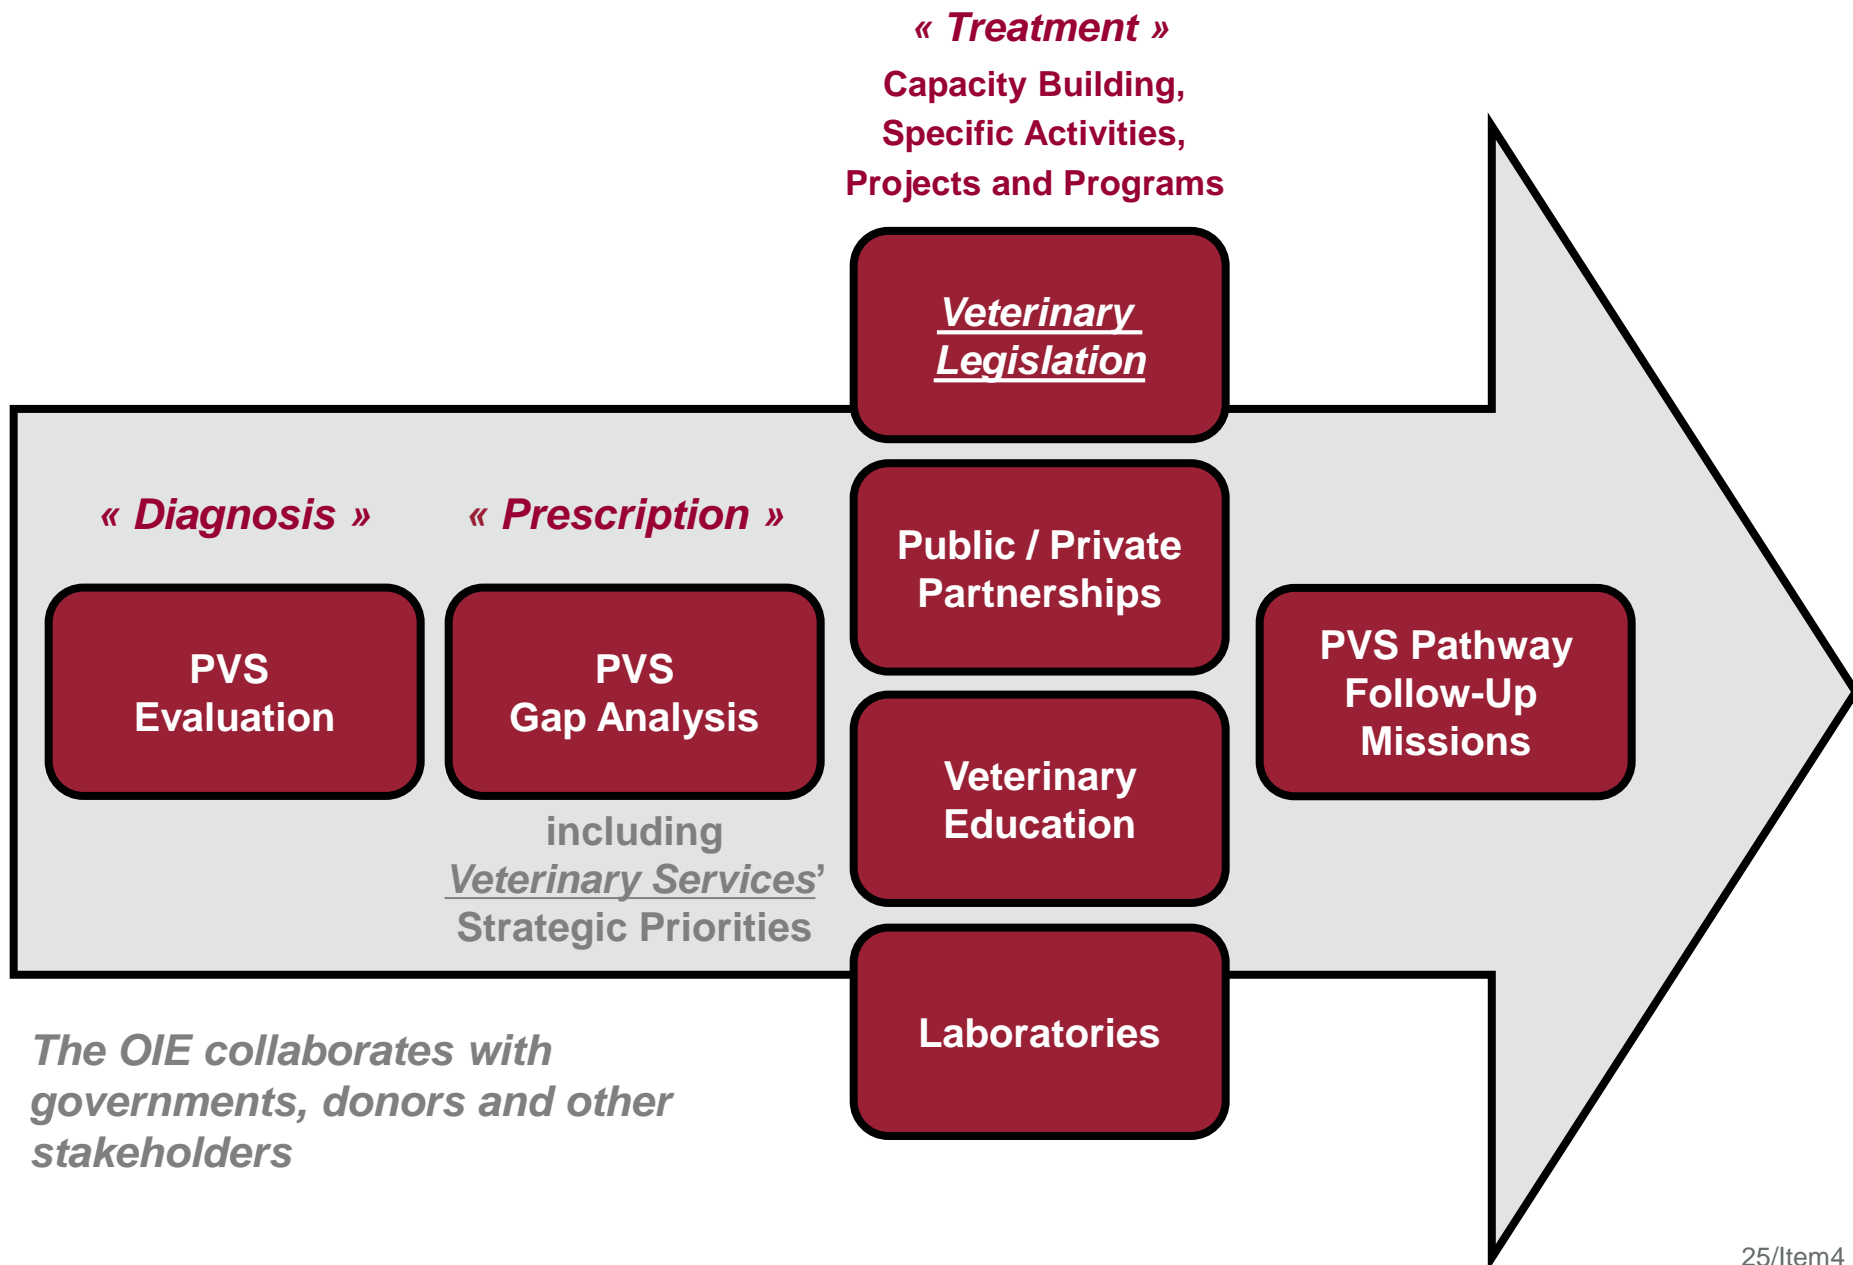 « Treatment »
Capacity Building,
Specific Activities,
Projects and Programs
Veterinary
Legislation
« Diagnosis »
« Prescription »
Public / Private
Partnerships
PVS
Evaluation
PVS
Gap Analysis
including
Veterinary Services’
Strategic Priorities
Veterinary
Education
PVS Pathway
Follow-Up
Missions
Laboratories
The OIE collaborates with
governments, donors and other
stakeholders
25/Item4